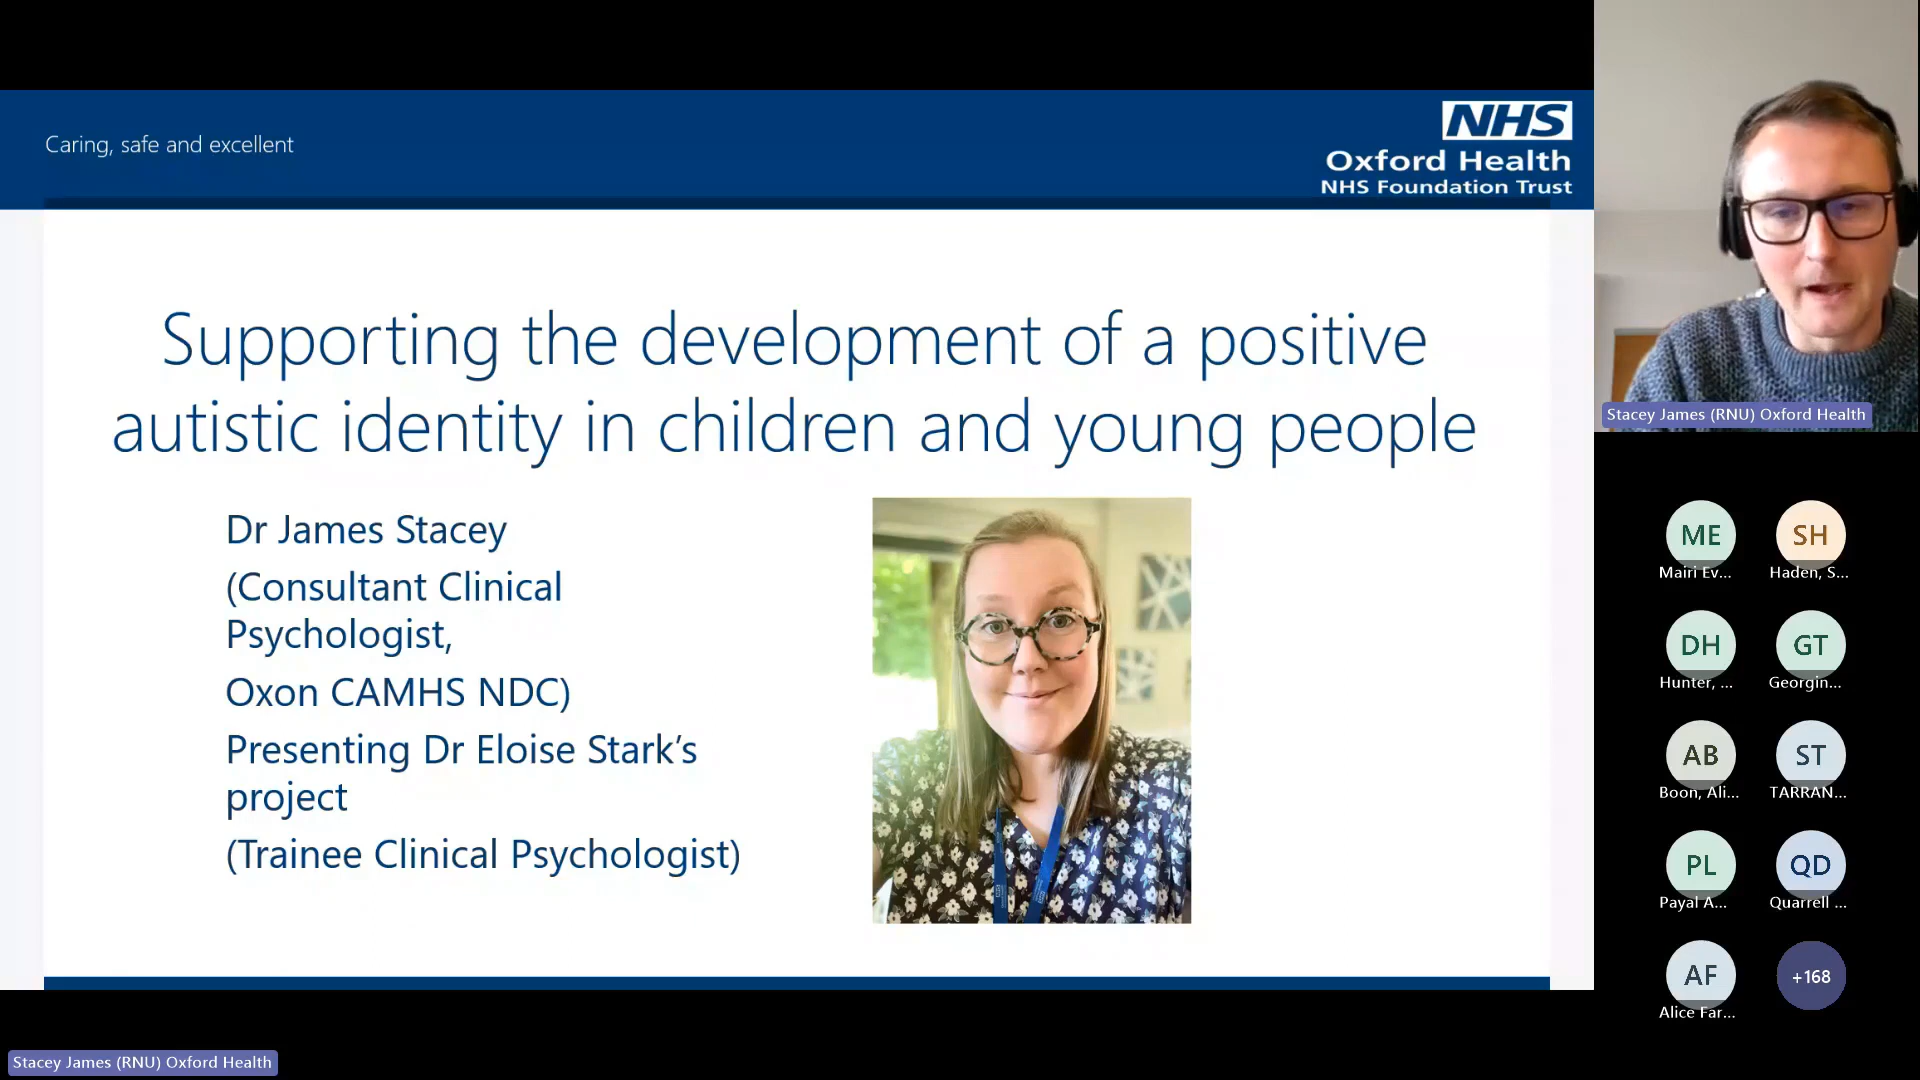 Caring, safe and excellent
NHS
Oxford Health
NHS Foundation Trust
Supporting the development of a positive
autistic identity in children and young people
Dr James Stacey
(Consultant Clinical
Psychologist,
Oxon CAMHS NDC)
Presenting Dr Eloise Stark’s
project
(Trainee Clinical Psychologist)
Stacey James (RNU) Oxford Health
ME
SH
Mairi Ev...
Haden, S...
DH
GT
Hunter, ...
Georgin...
AB
ST
Boon, Ali...
TARRAN...
PL
QD
Payal A...
Quarrell ...
AF
+168
Alice Far...
Stacey James (RNU) Oxford Health